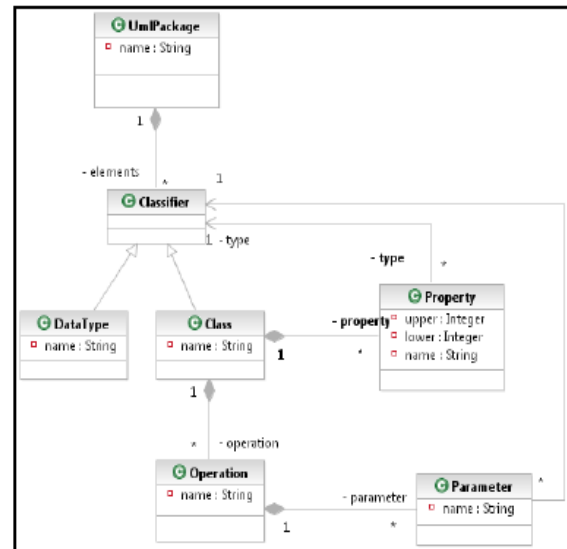 C UmlPackage
name : String
1
- elements
*
1
C Classifier
1 - type
- type
*
C DataType
name : String
C Class
name : String
- property
1
*
C Property
upper : Integer
lower : Integer
name : String
1
- operation
*
C Operation
name : String
- parameter
1
*
*
C Parameter
name : String